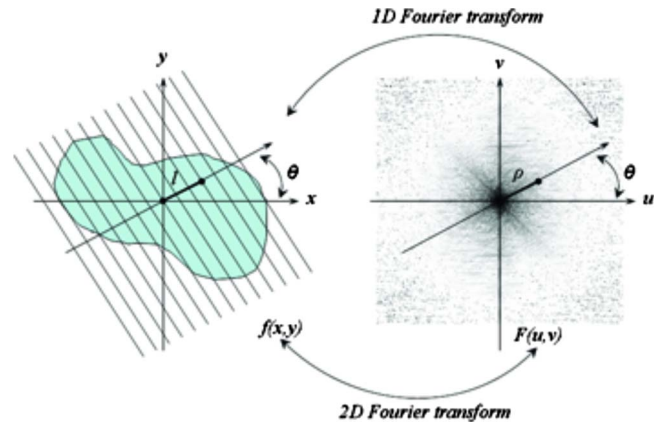 1D Fourier transform
y
v
l
θ
x
ρ
θ
u
f(x,y)
F(u,v)
2D Fourier transform